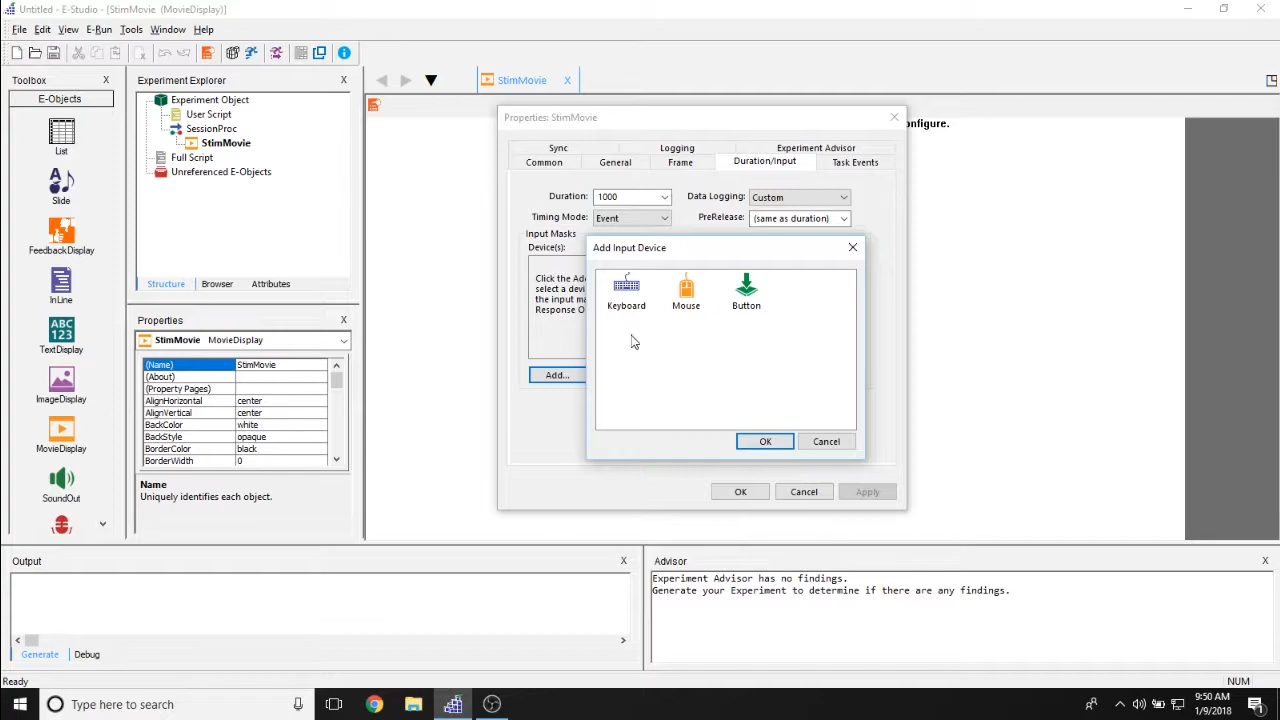 Untitled - E-Studio - [StimMovie (MovieDisplay)]
File Edit View E-Run Tools Window Help
Toolbox X
E-Objects
List
Slide
FeedbackDisplay
InLine
ABC
123
TextDisplay
ImageDisplay
MovieDisplay
SoundOut
Experiment Explorer X
Experiment Object
User Script
SessionProc
StimMovie
Full Script
Unreferenced E-Objects
Structure Browser Attributes
Properties X
StimMovie MovieDisplay
(Name) StimMovie
(About)
(Property Pages)
AlignHorizontal center
AlignVertical center
BackColor white
BackStyle opaque
BorderColor black
BorderWidth 0
Name
Uniquely identifies each object.
StimMovie X
onfigure.
Properties: StimMovie
Sync Logging Experiment Advisor
Common General Frame Duration/Input Task Events
Duration: 1000 Data Logging: Custom
Timing Mode: Event PreRelease: (same as duration)
Input Masks
Device(s):
Click the Ad
select a devi
the input ma
Response O
Add...
OK Cancel Apply
Add Input Device
Keyboard Mouse Button
OK Cancel
Output X
Generate Debug
Advisor X
Experiment Advisor has no findings.
Generate your Experiment to determine if there are any findings.
Ready NUM
Type here to search
9:50 AM
1/9/2018